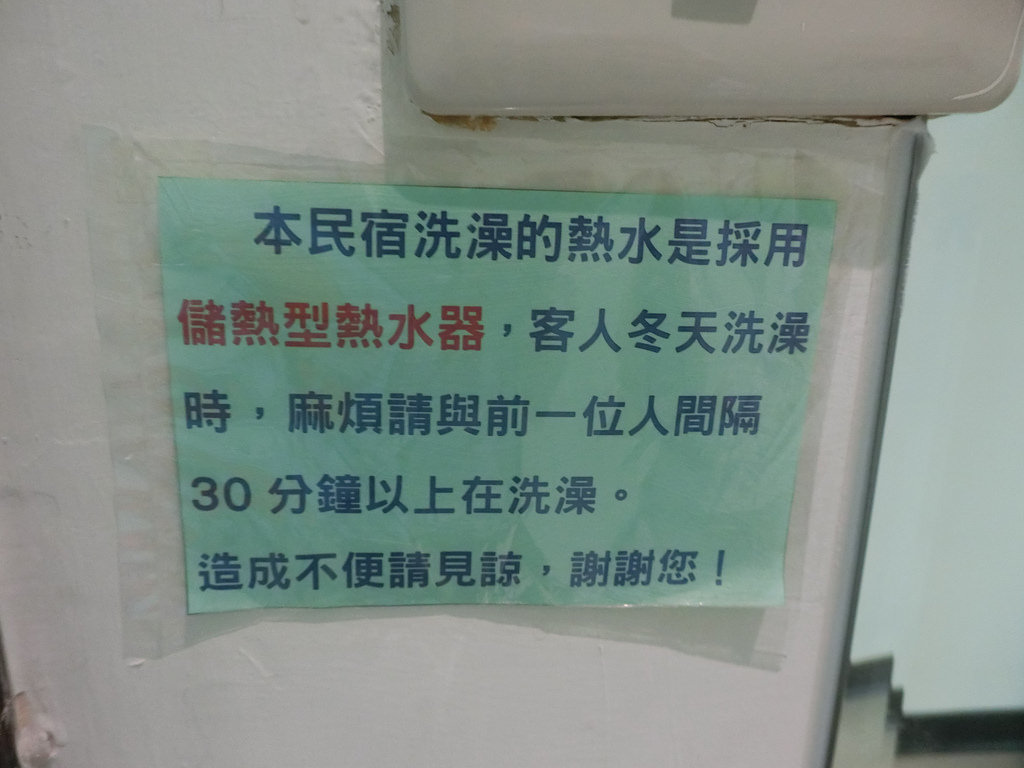 本民宿洗澡的熱水是採用
儲熱型熱水器，客人冬天洗澡
時，麻煩請與前一位人間隔
30 分鐘以上在洗澡。
造成不便請見諒，謝謝您！